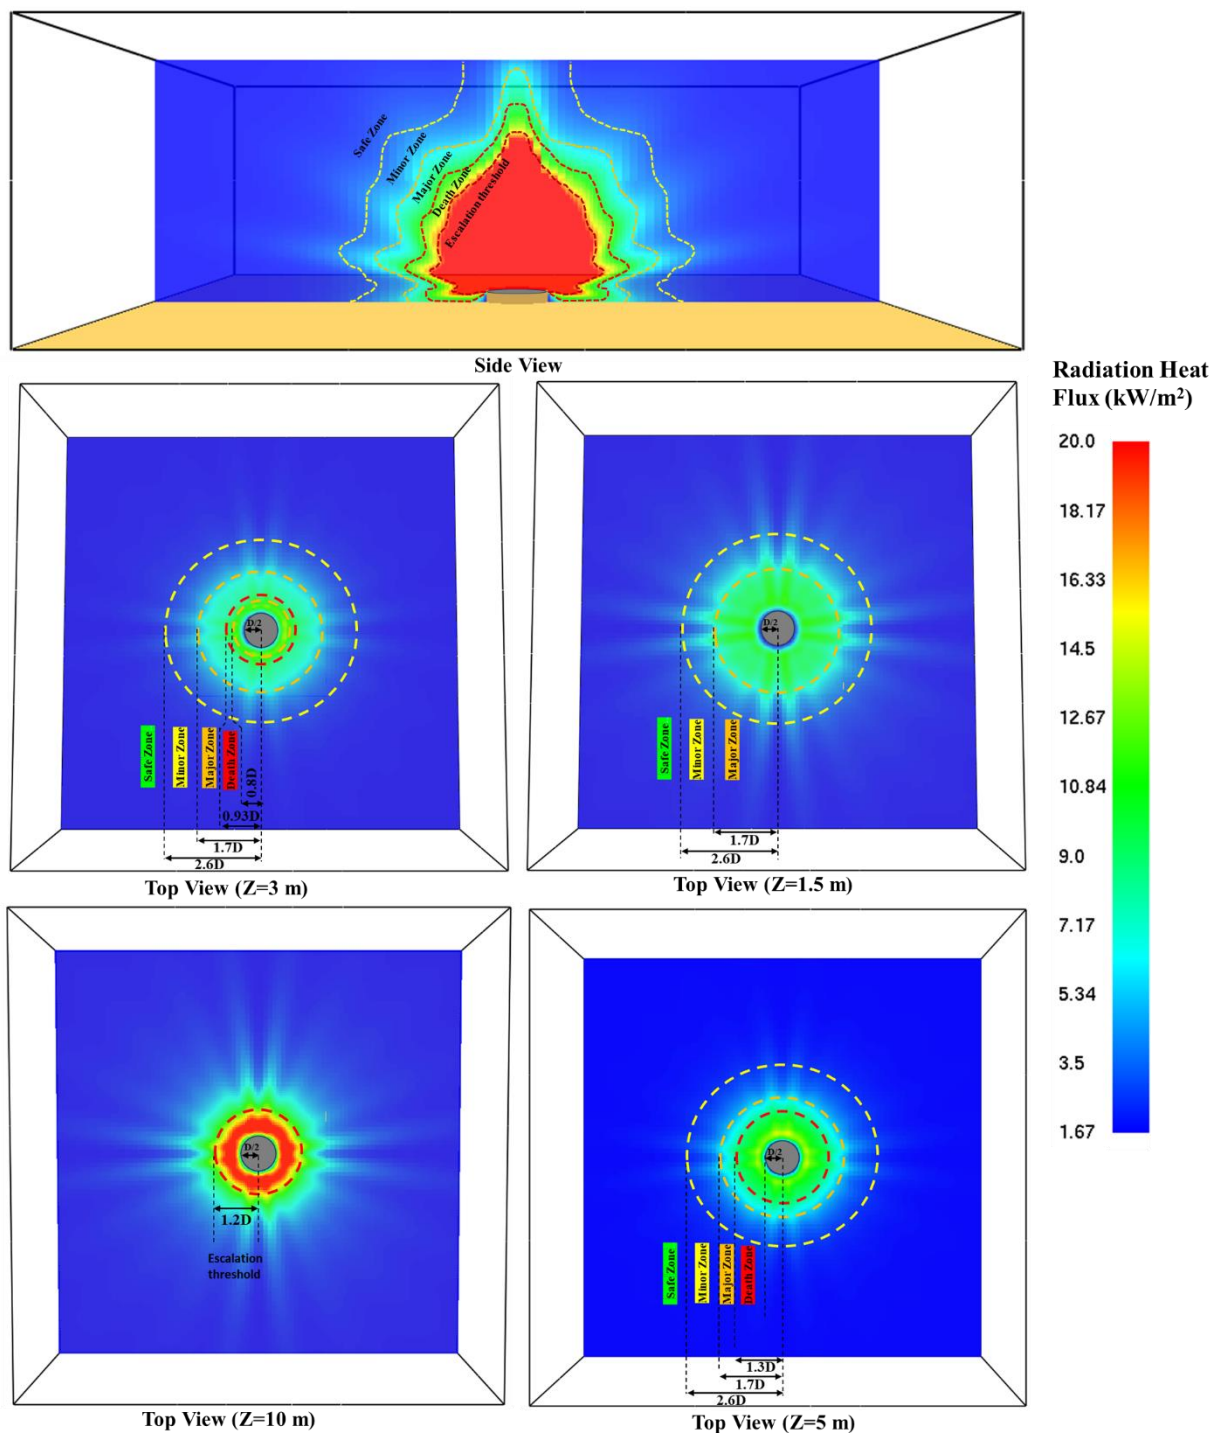 Safe Zone
Minor Zone
Major Zone
Death Zone
Escalation threshold
Side View
Radiation Heat
Flux (kW/m²)
20.0
18.17
16.33
14.5
12.67
10.84
9.0
7.17
5.34
3.5
1.67
D/2
Safe Zone
Minor Zone
Major Zone
Death Zone
0.8D
0.93D
1.7D
2.6D
Top View (Z=3 m)
D/2
Safe Zone
Minor Zone
Major Zone
1.7D
2.6D
Top View (Z=1.5 m)
D/2
1.2D
Escalation
threshold
Top View (Z=10 m)
D/2
Safe Zone
Minor Zone
Major Zone
Death Zone
1.3D
1.7D
2.6D
Top View (Z=5 m)